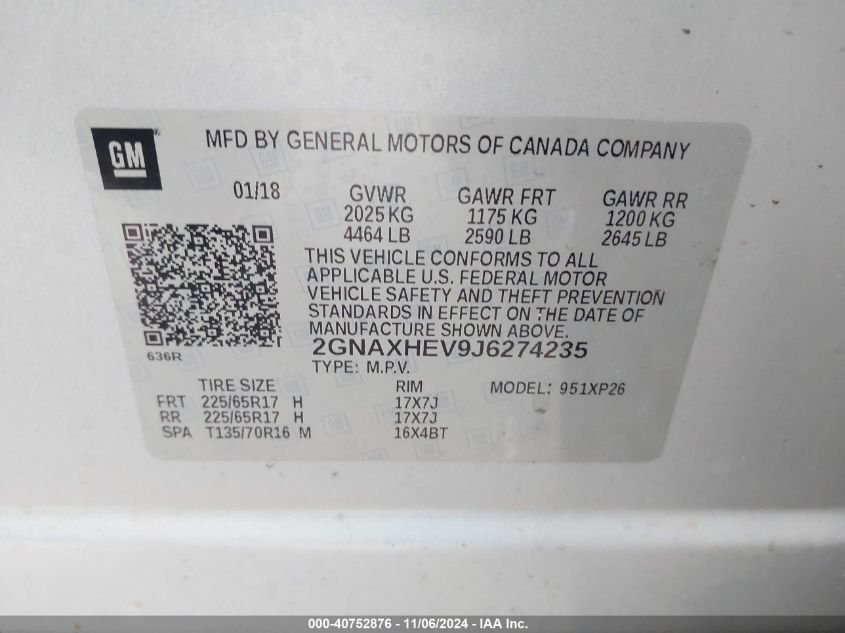 GM
MFD BY GENERAL MOTORS OF CANADA COMPANY
01/18 GVWR GAWR FRT GAWR RR
2025 KG 1175 KG 1200 KG
4464 LB 2590 LB 2645 LB
THIS VEHICLE CONFORMS TO ALL
APPLICABLE U.S. FEDERAL MOTOR
VEHICLE SAFETY AND THEFT PREVENTION
STANDARDS IN EFFECT ON THE DATE OF
MANUFACTURE SHOWN ABOVE.
636R 2GNAXHEV9J6274235
TYPE: M.P.V.
TIRE SIZE RIM MODEL: 951XP26
FRT 225/65R17 H 17X7J
RR 225/65R17 H 17X7J
SPA T135/70R16 M 16X4BT
000-40752876 - 11/06/2024 - IAA Inc.